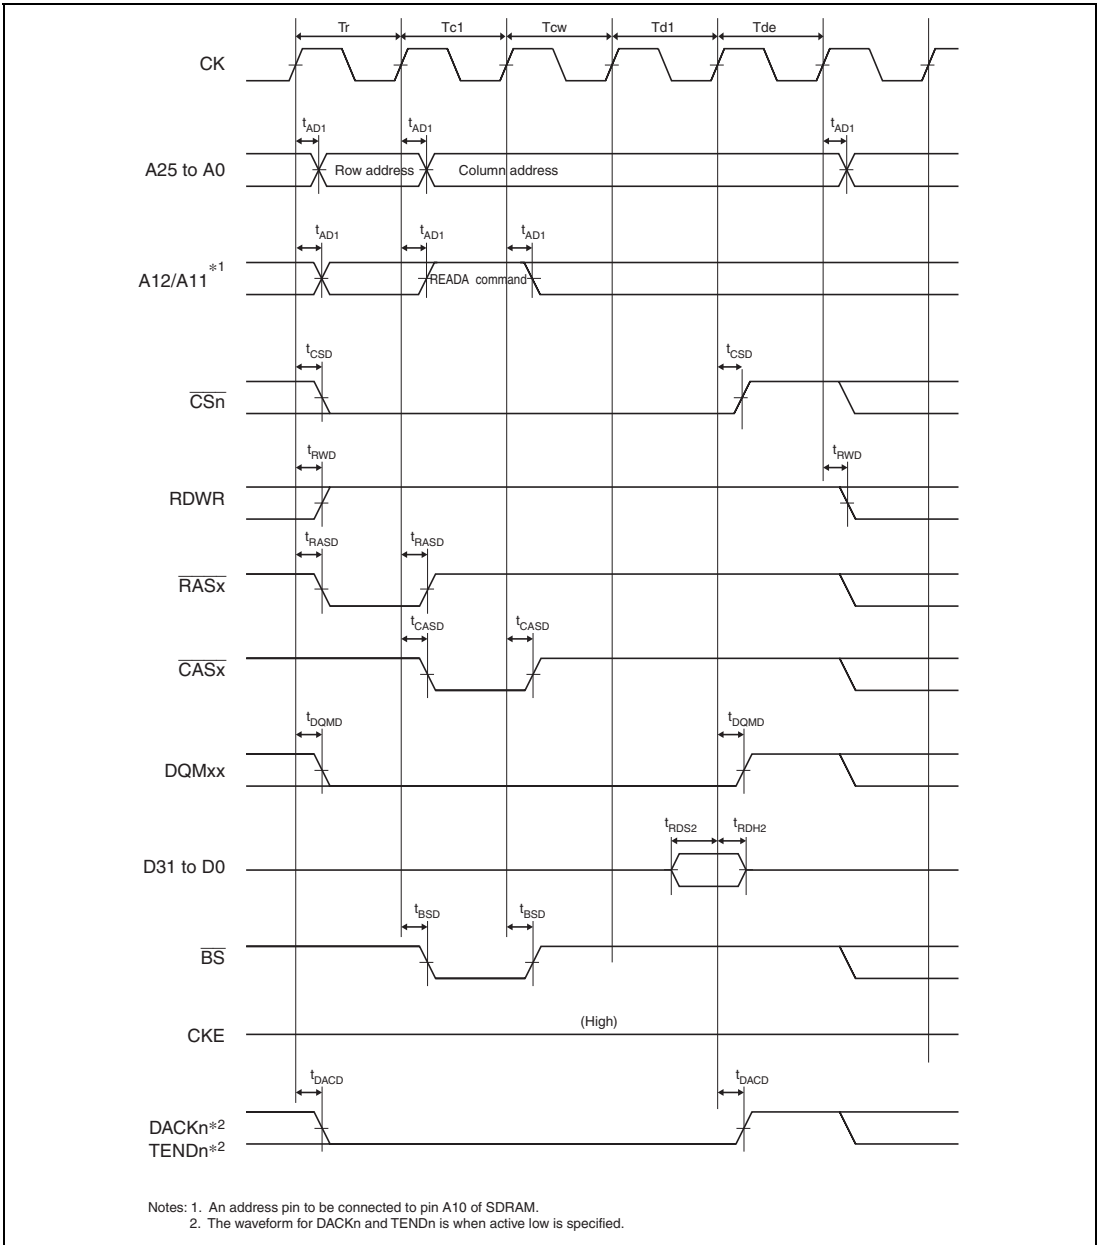 Tr Tc1 Tcw Td1 Tde
CK
tAD1 tAD1 tAD1
A25 to A0 Row address Column address
tAD1 tAD1 tAD1
A12/A11*1 READA command
tCSD tCSD
CSn
tRWD tRWD
RDWR
tRASD tRASD
RASx
tCASD tCASD
CASx
tDQMD tDQMD
DQMxx
tRDS2 tRDH2
D31 to D0
tBSD tBSD
BS
(High)
CKE
tDACD tDACD
DACKn*2
TENDn*2
Notes: 1. An address pin to be connected to pin A10 of SDRAM.
2. The waveform for DACKn and TENDn is when active low is specified.